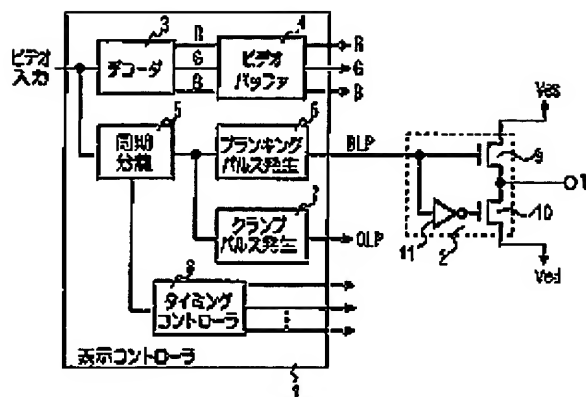 ビデオ
入力
3
デコーダ
R
G
B
4
ビデオ
バッファ
R
G
B
5
同期
分離
6
ブランキング
パルス発生
BLP
7
クランプ
パルス発生
CLP
8
タイミング
コントローラ
表示コントローラ
1
Vss
9
10
11
2
Vdd